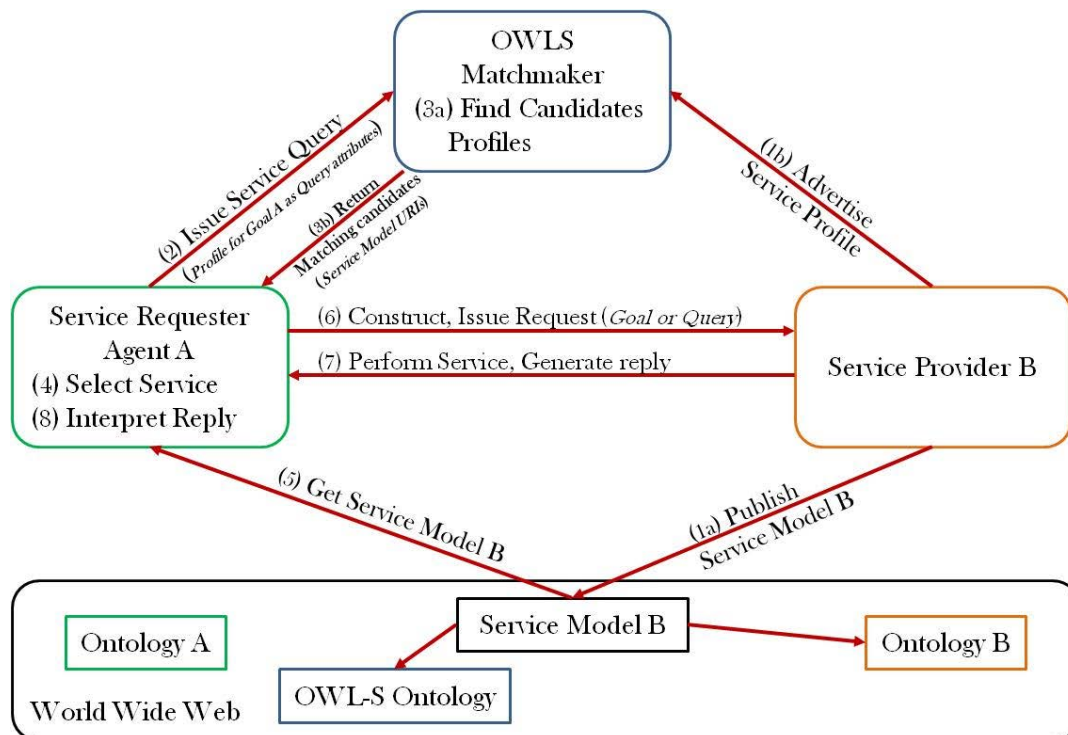 OWLS
Matchmaker
(3a) Find Candidates
Profiles
(2) Issue Service Query
(Profile for Goal A as Query attributes)
(3b) Return
Matching candidates
(Service Model URIs)
(1b) Advertise
Service Profile
Service Requester
Agent A
(4) Select Service
(8) Interpret Reply
(6) Construct, Issue Request (Goal or Query)
(7) Perform Service, Generate reply
Service Provider B
(5) Get Service Model B
(1a) Publish
Service Model B
Ontology A
Service Model B
Ontology B
OWL-S Ontology
World Wide Web